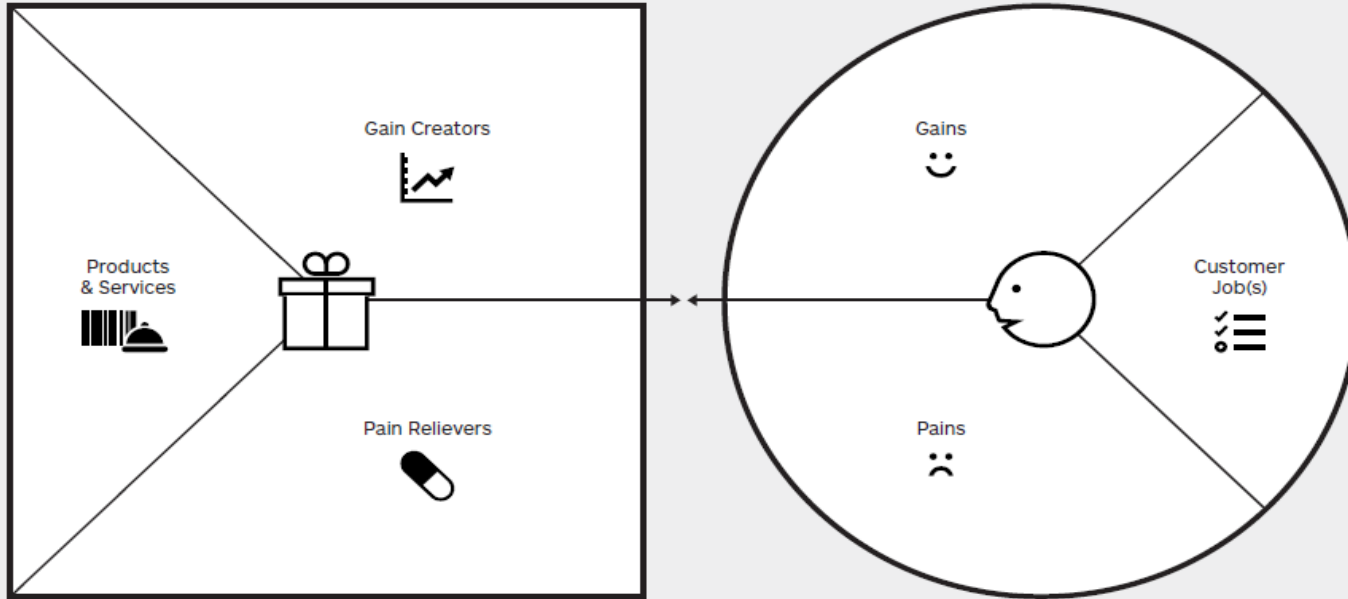 Gain Creators
Gains
Products
& Services
Customer
Job(s)
Pain Relievers
Pains